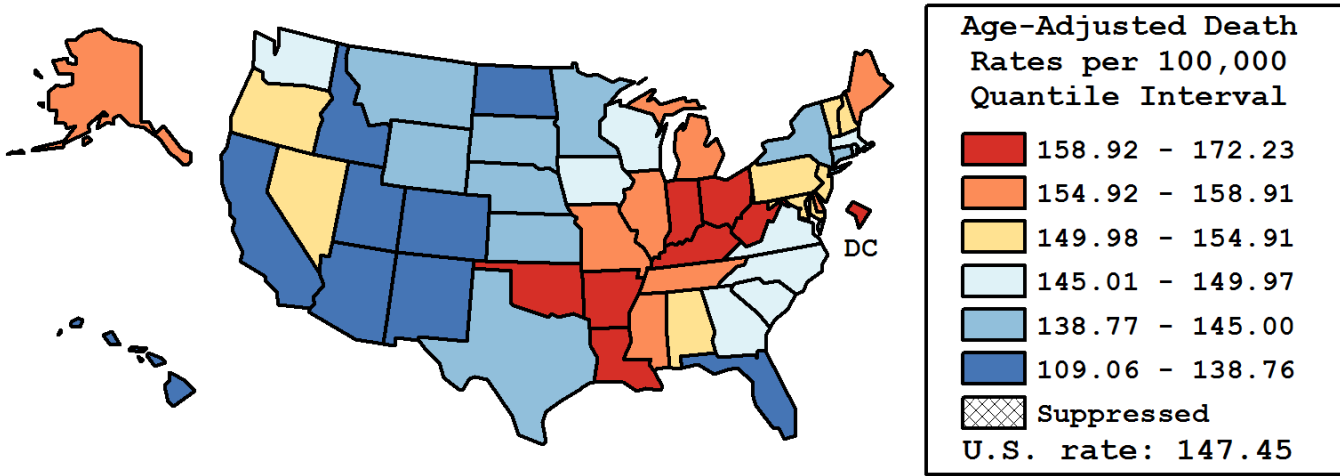 DC
Age-Adjusted Death
Rates per 100,000
Quantile Interval
158.92 - 172.23
154.92 - 158.91
149.98 - 154.91
145.01 - 149.97
138.77 - 145.00
109.06 - 138.76
Suppressed
U.S. rate: 147.45